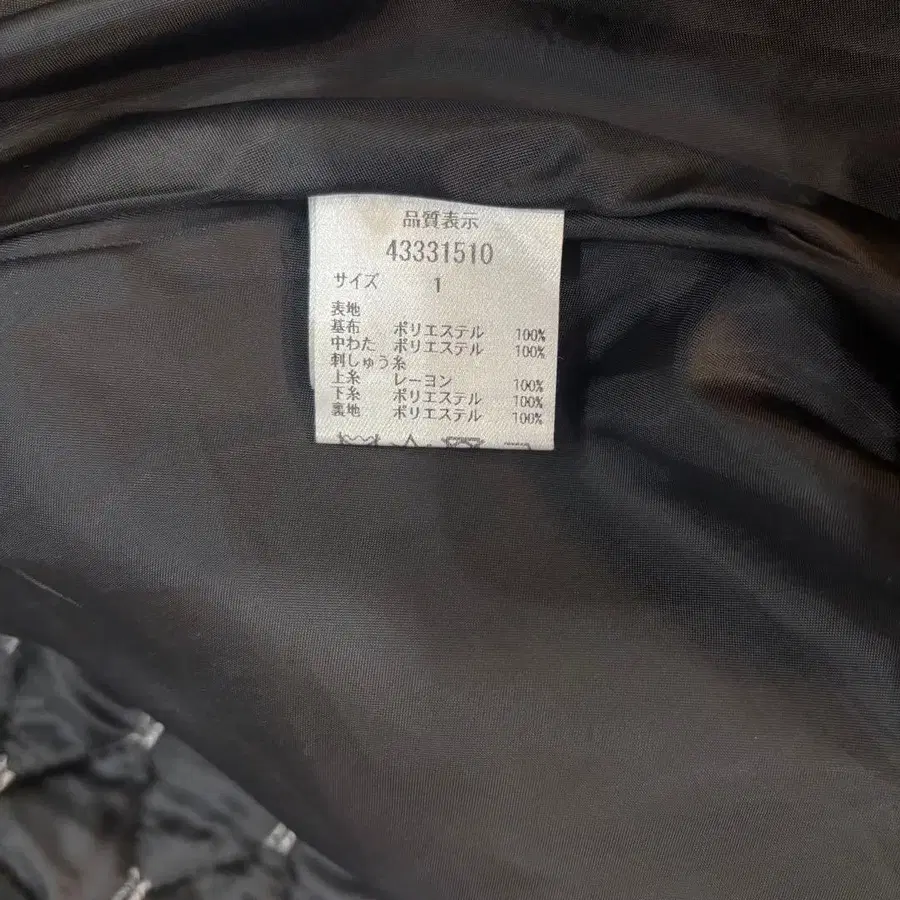 品質表示
43331510
サイズ 1
表地
基布 ポリエステル 100%
中わた ポリエステル 100%
刺しゅう糸
上糸 レーヨン 100%
下糸 ポリエステル 100%
裏地 ポリエステル 100%